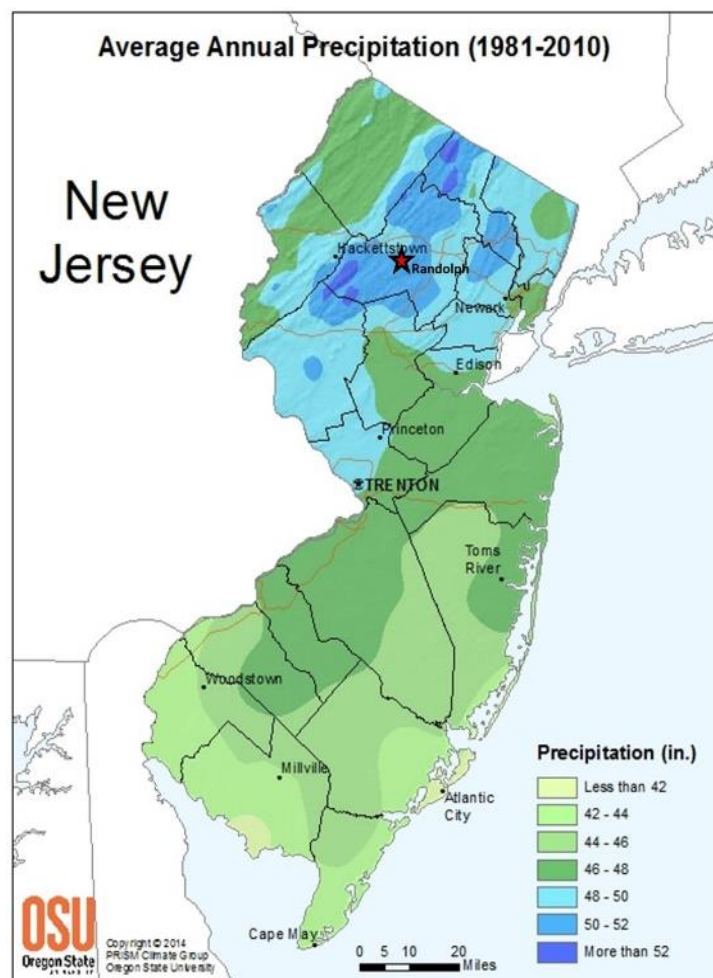 Average Annual Precipitation (1981-2010)
New
Jersey
Hackettstown
Randolph
Newark
Edison
Princeton
TRENTON
Toms
River
Woodstown
Millville
Atlantic
City
Cape May
Precipitation (in.)
Less than 42
42 - 44
44 - 46
46 - 48
48 - 50
50 - 52
More than 52
OSU
Oregon State
Copyright © 2014
PRISM Climate Group
Oregon State University
0 5 10 20
Miles